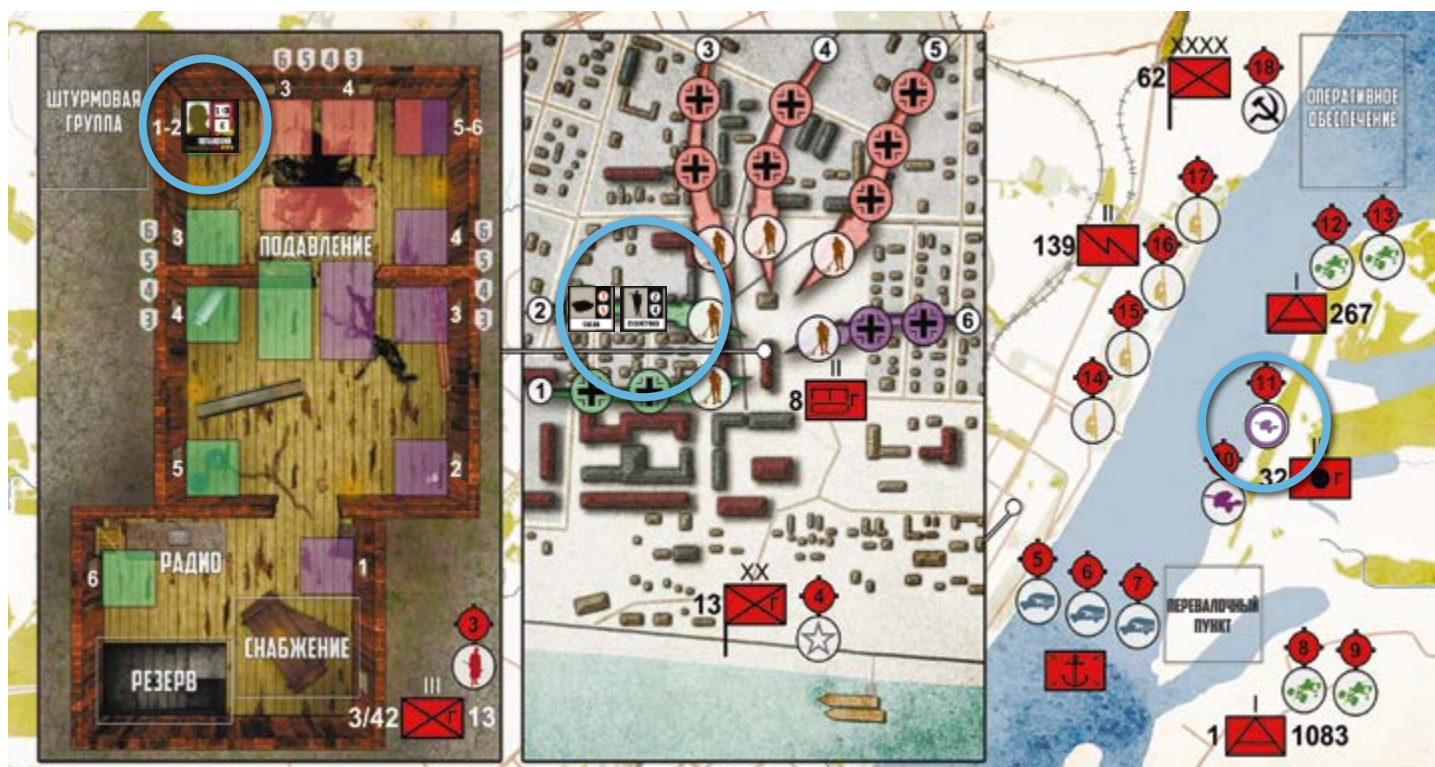 ШТУРМОВАЯ
ГРУППА
6 5 4 3
3 4
1-2
5-6
3
ПОДАВЛЕНИЕ
4
6
5
4
3
6
5
4
3
4
3
5
2
6
РАДИО
1
СНАБЖЕНИЕ
РЕЗЕРВ
3
III
3/42 Г 13
3
4
5
2
6
1
II
8 Г
XX
13 Г
4
XXXX
62
18
ОПЕРАТИВНОЕ
ОБЕСПЕЧЕНИЕ
17
II
139
16
12
13
I
267
15
14
11
10
II
32 Г
5
6
7
ПЕРЕВАЛОЧНЫЙ
ПУНКТ
8
9
I
1 1083